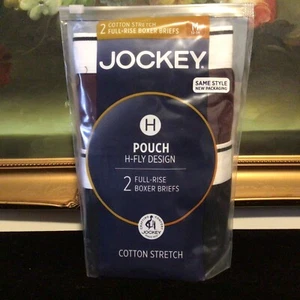 2 COTTON STRETCH
FULL-RISE BOXER BRIEFS
M
JOCKEY
SAME STYLE
NEW PACKAGING
H
POUCH
H-FLY DESIGN
2 FULL-RISE
BOXER BRIEFS
JOCKEY
COTTON STRETCH